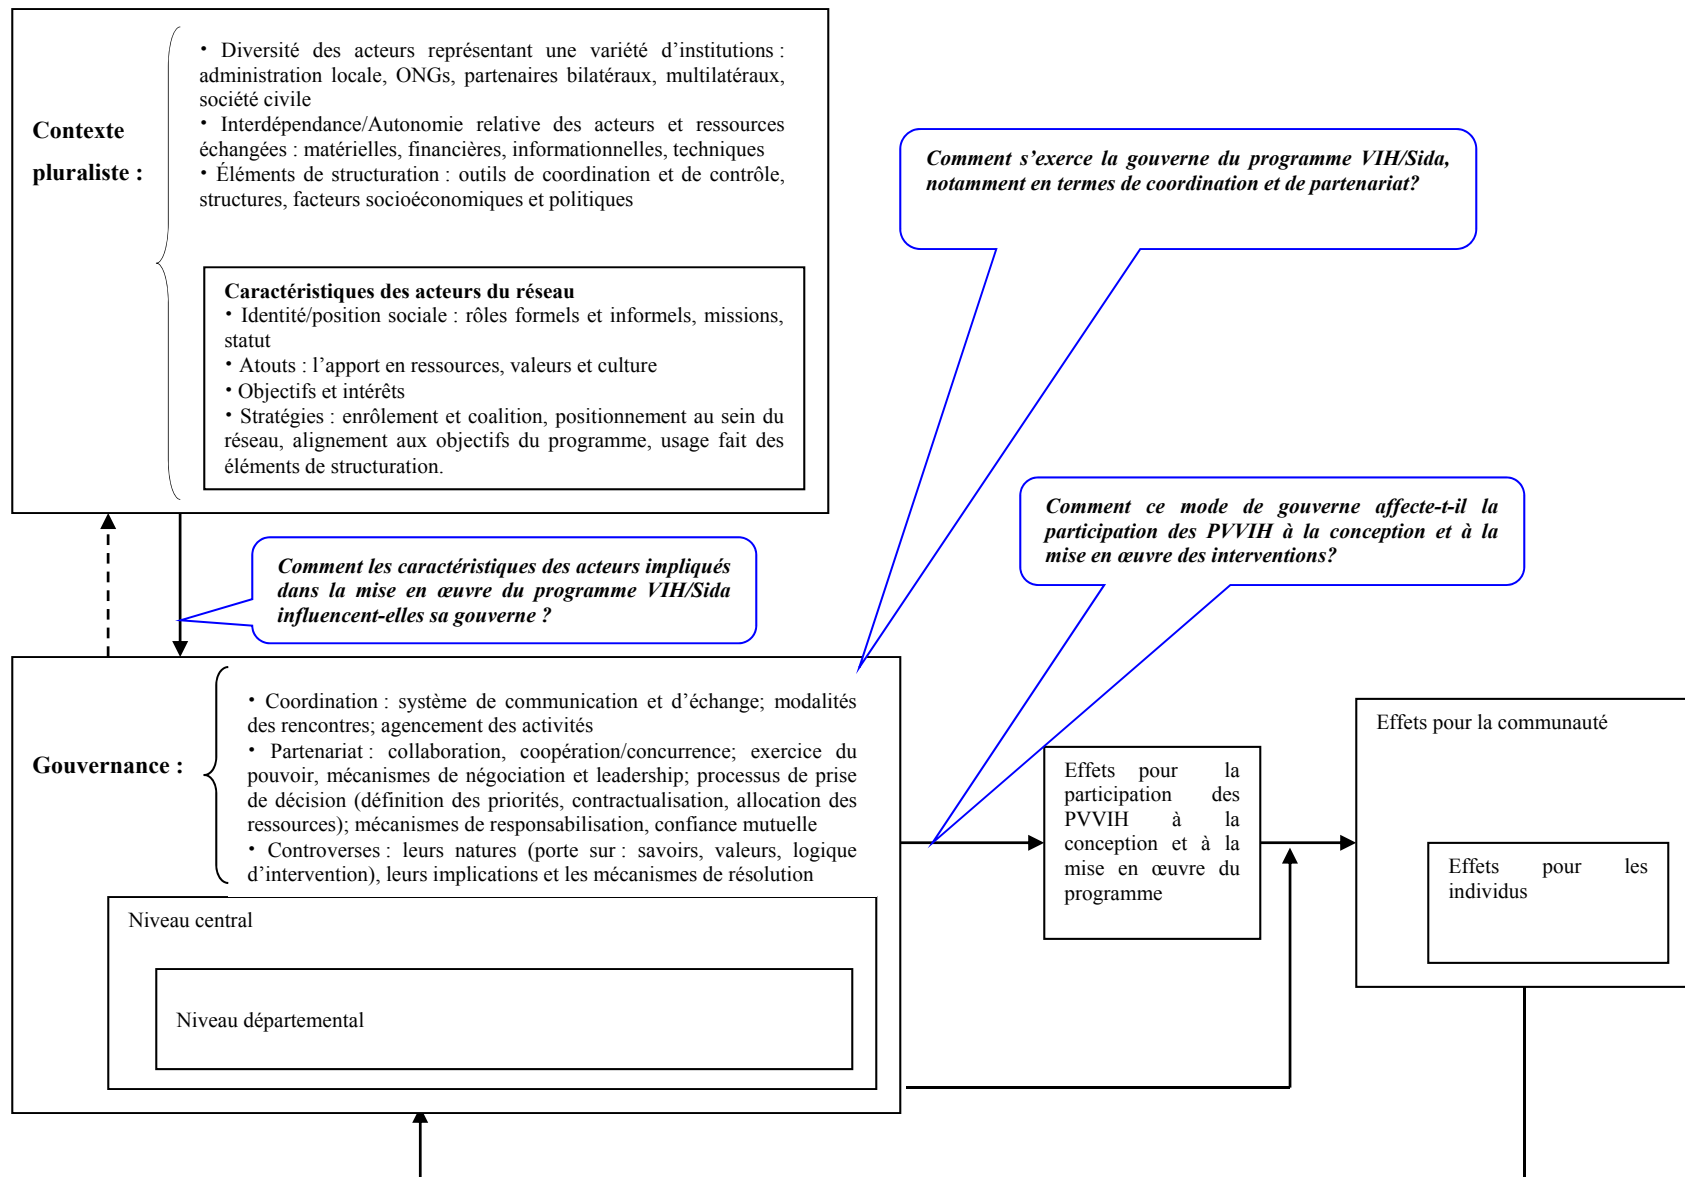 Contexte
pluraliste :
• Diversité des acteurs représentant une variété d’institutions :
administration locale, ONGs, partenaires bilatéraux, multilatéraux,
société civile
• Interdépendance/Autonomie relative des acteurs et ressources
échangées : matérielles, financières, informationnelles, techniques
• Éléments de structuration : outils de coordination et de contrôle,
structures, facteurs socioéconomiques et politiques
Caractéristiques des acteurs du réseau
• Identité/position sociale : rôles formels et informels, missions,
statut
• Atouts : l’apport en ressources, valeurs et culture
• Objectifs et intérêts
• Stratégies : enrôlement et coalition, positionnement au sein du
réseau, alignement aux objectifs du programme, usage fait des
éléments de structuration.
Comment s’exerce la gouverne du programme VIH/Sida,
notamment en termes de coordination et de partenariat?
Comment ce mode de gouverne affecte-t-il la
participation des PVVIH à la conception et à la
mise en œuvre des interventions?
Comment les caractéristiques des acteurs impliqués
dans la mise en œuvre du programme VIH/Sida
influencent-elles sa gouverne ?
Gouvernance :
• Coordination : système de communication et d’échange; modalités
des rencontres; agencement des activités
• Partenariat : collaboration, coopération/concurrence; exercice du
pouvoir, mécanismes de négociation et leadership; processus de prise
de décision (définition des priorités, contractualisation, allocation des
ressources); mécanismes de responsabilisation, confiance mutuelle
• Controverses : leurs natures (porte sur : savoirs, valeurs, logique
d’intervention), leurs implications et les mécanismes de résolution
Niveau central
Niveau départemental
Effets pour la
participation des
PVVIH à la
conception et à la
mise en œuvre du
programme
Effets pour la communauté
Effets pour les
individus